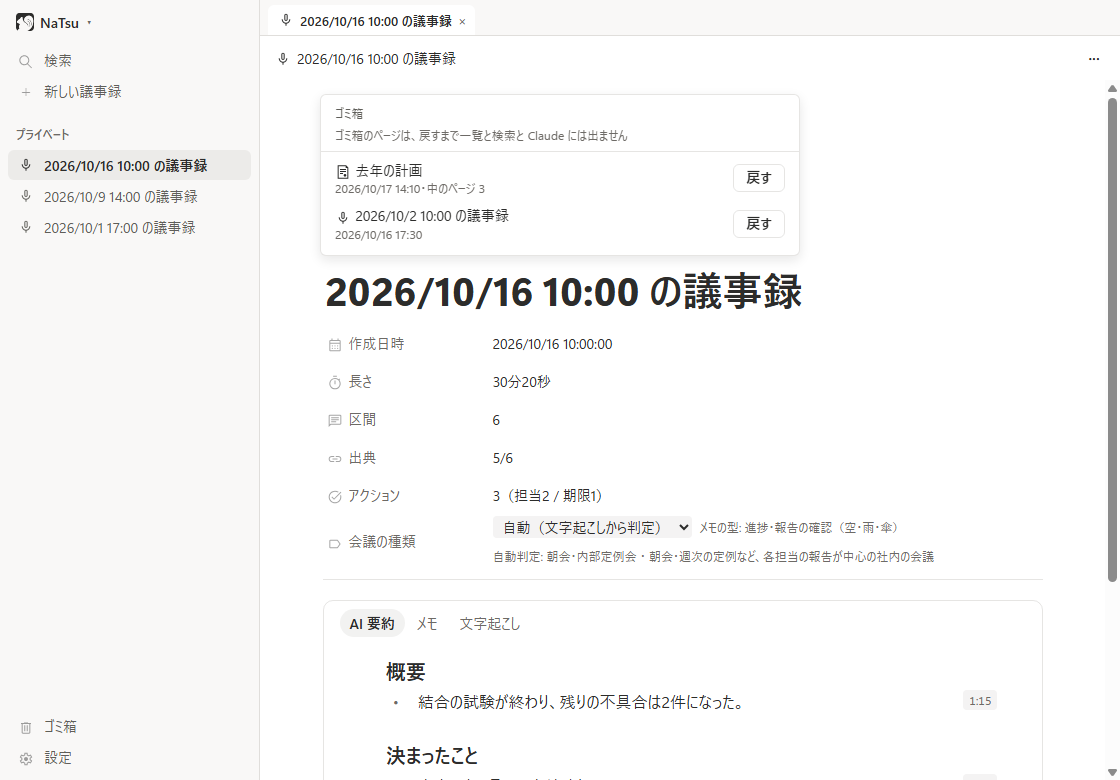 NaTsu
検索
新しい議事録
プライベート
2026/10/16 10:00 の議事録
2026/10/9 14:00 の議事録
2026/10/1 17:00 の議事録
ゴミ箱
設定
2026/10/16 10:00 の議事録 ×
2026/10/16 10:00 の議事録
ゴミ箱
ゴミ箱のページは、戻すまで一覧と検索と Claude には出ません
去年の計画
2026/10/17 14:10・中のページ 3
戻す
2026/10/2 10:00 の議事録
2026/10/16 17:30
戻す
2026/10/16 10:00 の議事録
作成日時 2026/10/16 10:00:00
長さ 30分20秒
区間 6
出典 5/6
アクション 3（担当2 / 期限1）
会議の種類 自動（文字起こしから判定） メモの型: 進捗・報告の確認（空・雨・傘）
自動判定: 朝会・内部定例会 ・ 朝会・週次の定例など、各担当の報告が中心の社内の会議
AI 要約 メモ 文字起こし
概要
• 結合の試験が終わり、残りの不具合は2件になった。 1:15
決まったこと